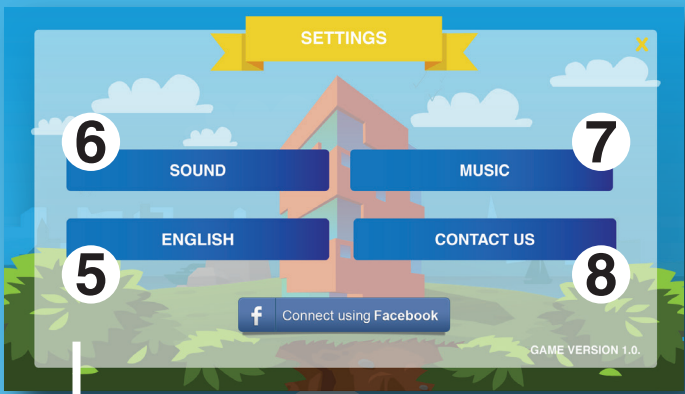 SETTINGS
X
6
7
SOUND
MUSIC
ENGLISH
CONTACT US
5
8
f Connect using Facebook
GAME VERSION 1.0.